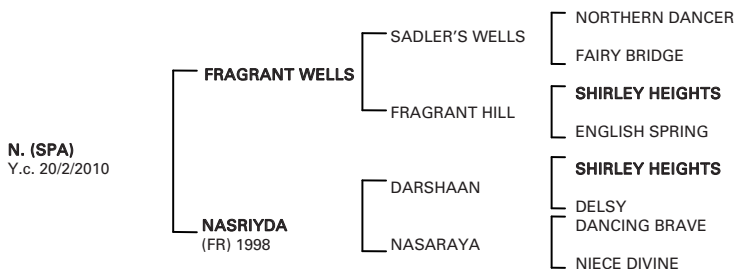 N. (SPA)
Y.c. 20/2/2010
FRAGRANT WELLS
NASRIYDA
(FR) 1998
SADLER'S WELLS
FRAGRANT HILL
DARSHAAN
NASARAYA
NORTHERN DANCER
FAIRY BRIDGE
SHIRLEY HEIGHTS
ENGLISH SPRING
SHIRLEY HEIGHTS
DELSY
DANCING BRAVE
NIECE DIVINE